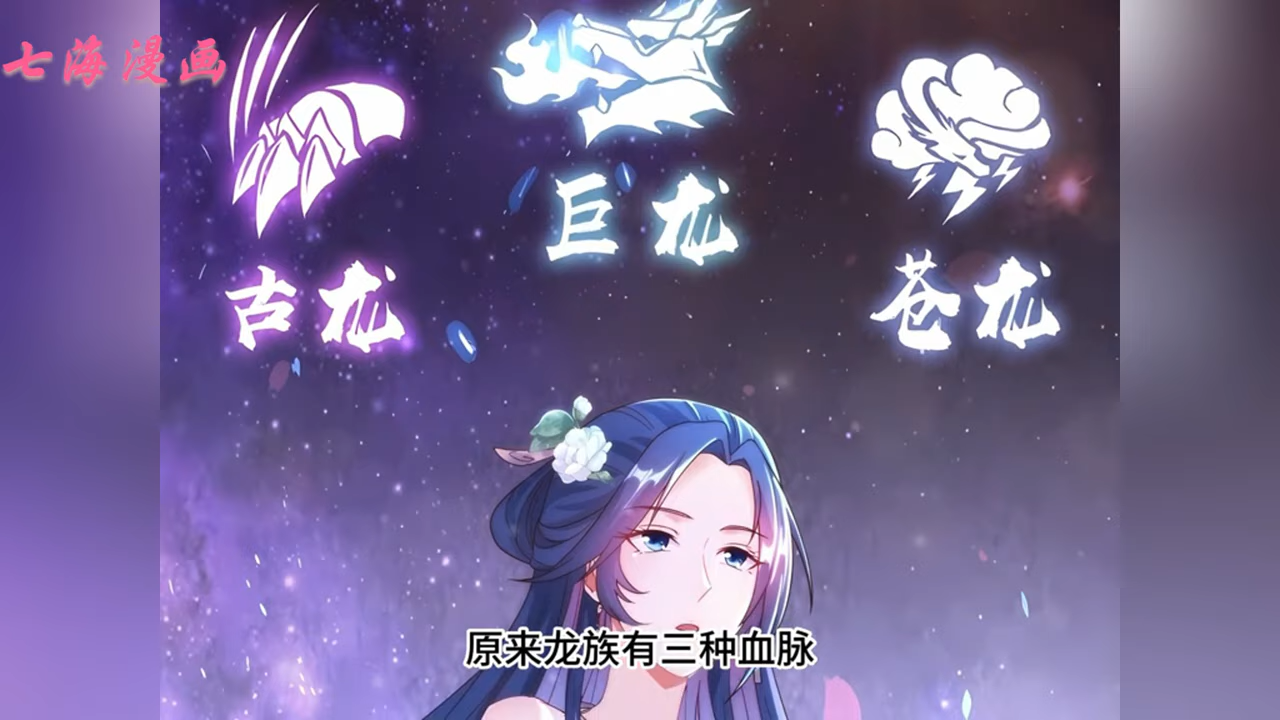 七海漫画
古龙
巨龙
苍龙
原来龙族有三种血脉